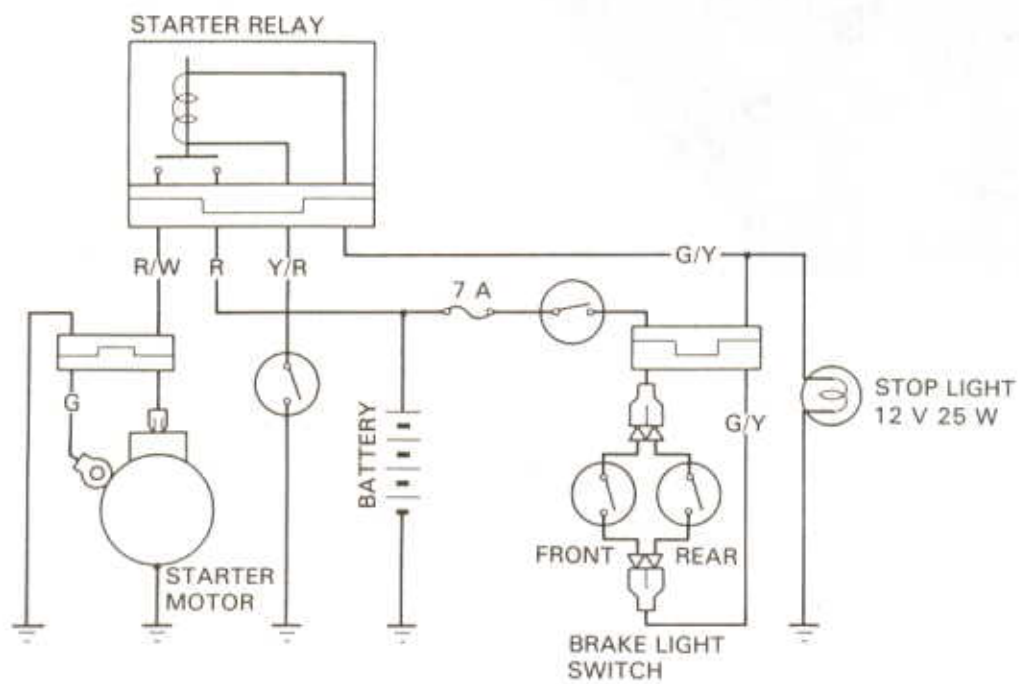 STARTER RELAY
R/W
R
Y/R
G/Y
7 A
G
STOP LIGHT
12 V 25 W
G/Y
BATTERY
FRONT
REAR
STARTER
MOTOR
BRAKE LIGHT
SWITCH